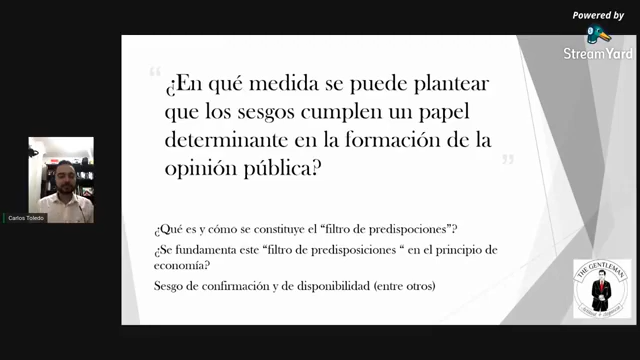 Powered by
StreamYard
“
¿En qué medida se puede plantear
que los sesgos cumplen un papel
determinante en la formación de la
opinión pública?
”
¿Qué es y cómo se constituye el “filtro de predispociones”?
¿Se fundamenta este “filtro de predisposiciones “ en el principio de
economía?
Sesgo de confirmación y de disponibilidad (entre otros)
Carlos Toledo
THE GENTLEMAN